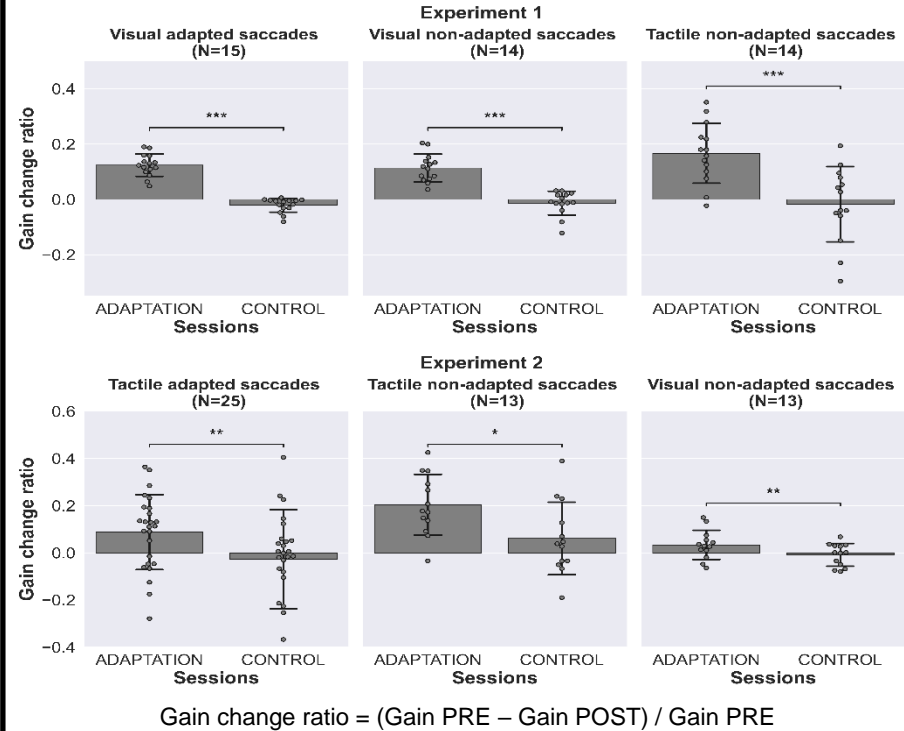 Experiment 1
Visual adapted saccades
(N=15)
Visual non-adapted saccades
(N=14)
Tactile non-adapted saccades
(N=14)
Gain change ratio
0.4
0.2
0.0
−0.2
***
***
***
ADAPTATION CONTROL
Sessions
ADAPTATION CONTROL
Sessions
ADAPTATION CONTROL
Sessions
Experiment 2
Tactile adapted saccades
(N=25)
Tactile non-adapted saccades
(N=13)
Visual non-adapted saccades
(N=13)
Gain change ratio
0.6
0.4
0.2
0.0
−0.2
−0.4
**
*
**
ADAPTATION CONTROL
Sessions
ADAPTATION CONTROL
Sessions
ADAPTATION CONTROL
Sessions
Gain change ratio = (Gain PRE – Gain POST) / Gain PRE